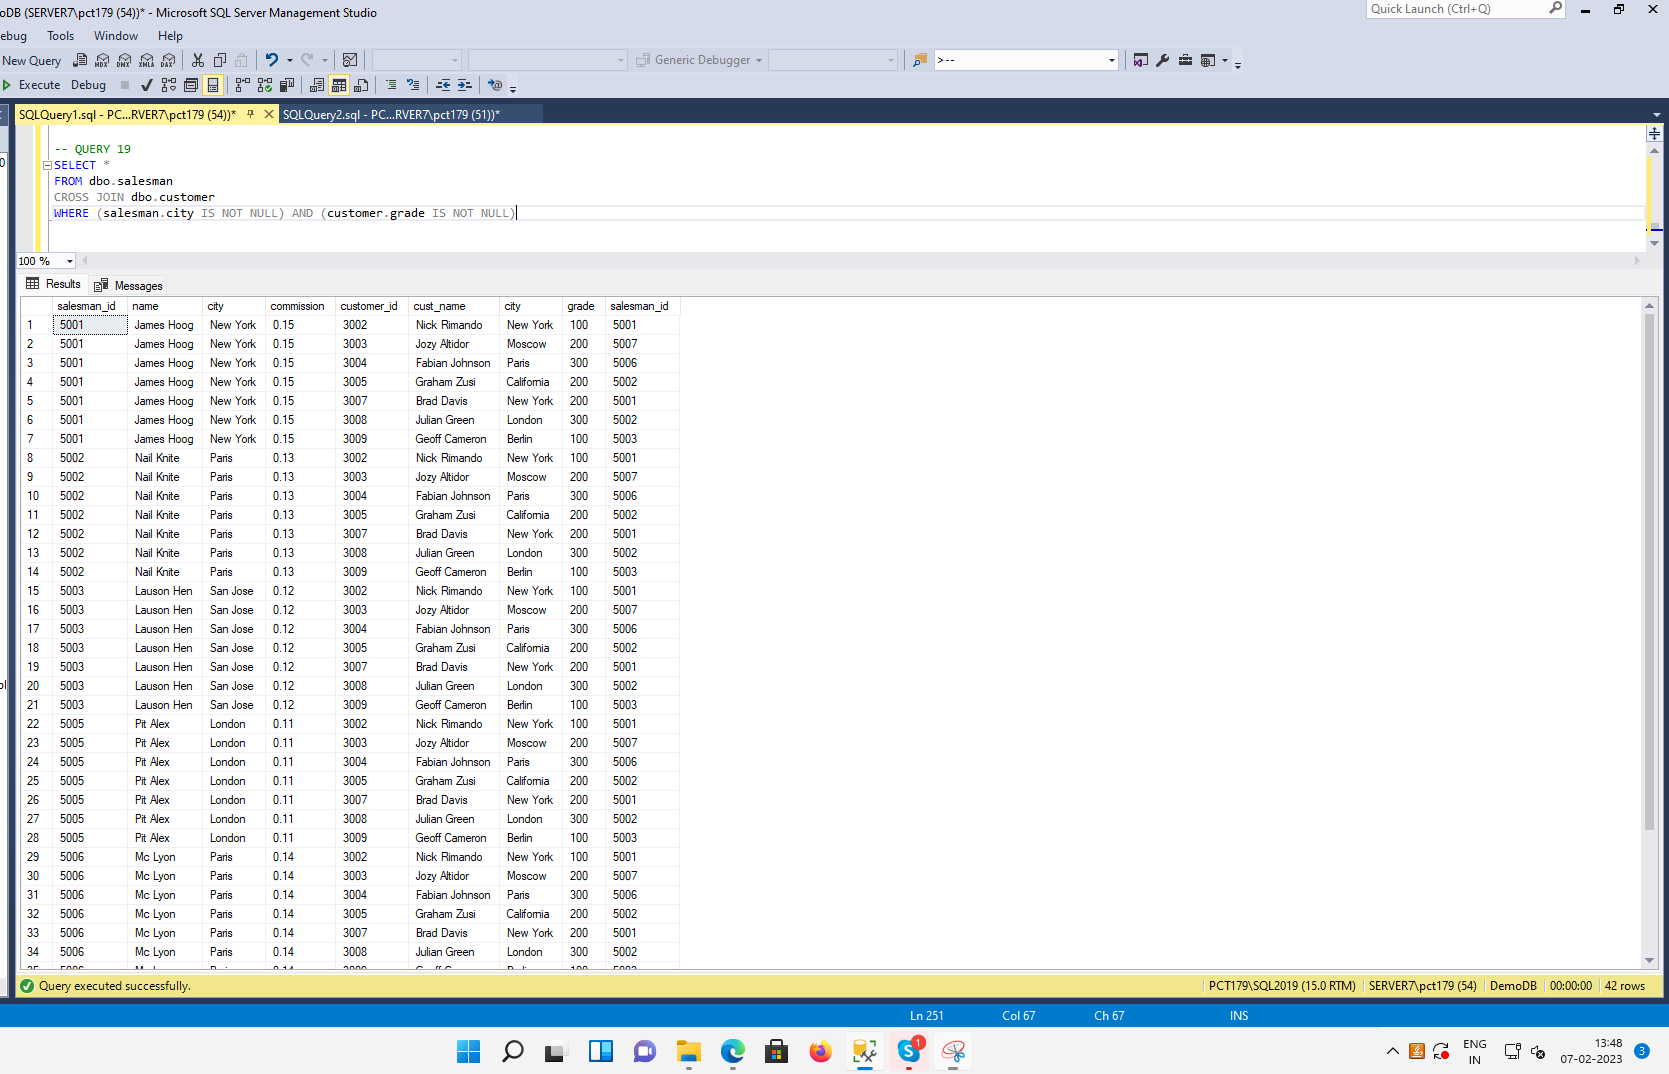 oDB (SERVER7\pct179 (54))* - Microsoft SQL Server Management Studio
Quick Launch (Ctrl+Q)
ebug Tools Window Help
New Query MDX DMX XMLA DAX Generic Debugger >--
Execute Debug
SQLQuery1.sql - PC...RVER7\pct179 (54))* SQLQuery2.sql - PC...RVER7\pct179 (51))*
-- QUERY 19
SELECT *
FROM dbo.salesman
CROSS JOIN dbo.customer
WHERE (salesman.city IS NOT NULL) AND (customer.grade IS NOT NULL)
100 %
Results Messages
salesman_id name city commission customer_id cust_name city grade salesman_id
1 5001 James Hoog New York 0.15 3002 Nick Rimando New York 100 5001
2 5001 James Hoog New York 0.15 3003 Jozy Altidor Moscow 200 5007
3 5001 James Hoog New York 0.15 3004 Fabian Johnson Paris 300 5006
4 5001 James Hoog New York 0.15 3005 Graham Zusi California 200 5002
5 5001 James Hoog New York 0.15 3007 Brad Davis New York 200 5001
6 5001 James Hoog New York 0.15 3008 Julian Green London 300 5002
7 5001 James Hoog New York 0.15 3009 Geoff Cameron Berlin 100 5003
8 5002 Nail Knite Paris 0.13 3002 Nick Rimando New York 100 5001
9 5002 Nail Knite Paris 0.13 3003 Jozy Altidor Moscow 200 5007
10 5002 Nail Knite Paris 0.13 3004 Fabian Johnson Paris 300 5006
11 5002 Nail Knite Paris 0.13 3005 Graham Zusi California 200 5002
12 5002 Nail Knite Paris 0.13 3007 Brad Davis New York 200 5001
13 5002 Nail Knite Paris 0.13 3008 Julian Green London 300 5002
14 5002 Nail Knite Paris 0.13 3009 Geoff Cameron Berlin 100 5003
15 5003 Lauson Hen San Jose 0.12 3002 Nick Rimando New York 100 5001
16 5003 Lauson Hen San Jose 0.12 3003 Jozy Altidor Moscow 200 5007
17 5003 Lauson Hen San Jose 0.12 3004 Fabian Johnson Paris 300 5006
18 5003 Lauson Hen San Jose 0.12 3005 Graham Zusi California 200 5002
19 5003 Lauson Hen San Jose 0.12 3007 Brad Davis New York 200 5001
20 5003 Lauson Hen San Jose 0.12 3008 Julian Green London 300 5002
21 5003 Lauson Hen San Jose 0.12 3009 Geoff Cameron Berlin 100 5003
22 5005 Pit Alex London 0.11 3002 Nick Rimando New York 100 5001
23 5005 Pit Alex London 0.11 3003 Jozy Altidor Moscow 200 5007
24 5005 Pit Alex London 0.11 3004 Fabian Johnson Paris 300 5006
25 5005 Pit Alex London 0.11 3005 Graham Zusi California 200 5002
26 5005 Pit Alex London 0.11 3007 Brad Davis New York 200 5001
27 5005 Pit Alex London 0.11 3008 Julian Green London 300 5002
28 5005 Pit Alex London 0.11 3009 Geoff Cameron Berlin 100 5003
29 5006 Mc Lyon Paris 0.14 3002 Nick Rimando New York 100 5001
30 5006 Mc Lyon Paris 0.14 3003 Jozy Altidor Moscow 200 5007
31 5006 Mc Lyon Paris 0.14 3004 Fabian Johnson Paris 300 5006
32 5006 Mc Lyon Paris 0.14 3005 Graham Zusi California 200 5002
33 5006 Mc Lyon Paris 0.14 3007 Brad Davis New York 200 5001
34 5006 Mc Lyon Paris 0.14 3008 Julian Green London 300 5002
Query executed successfully. PCT179\SQL2019 (15.0 RTM) SERVER7\pct179 (54) DemoDB 00:00:00 42 rows
Ln 251 Col 67 Ch 67 INS
1
ENG
IN
13:48
07-02-2023
3